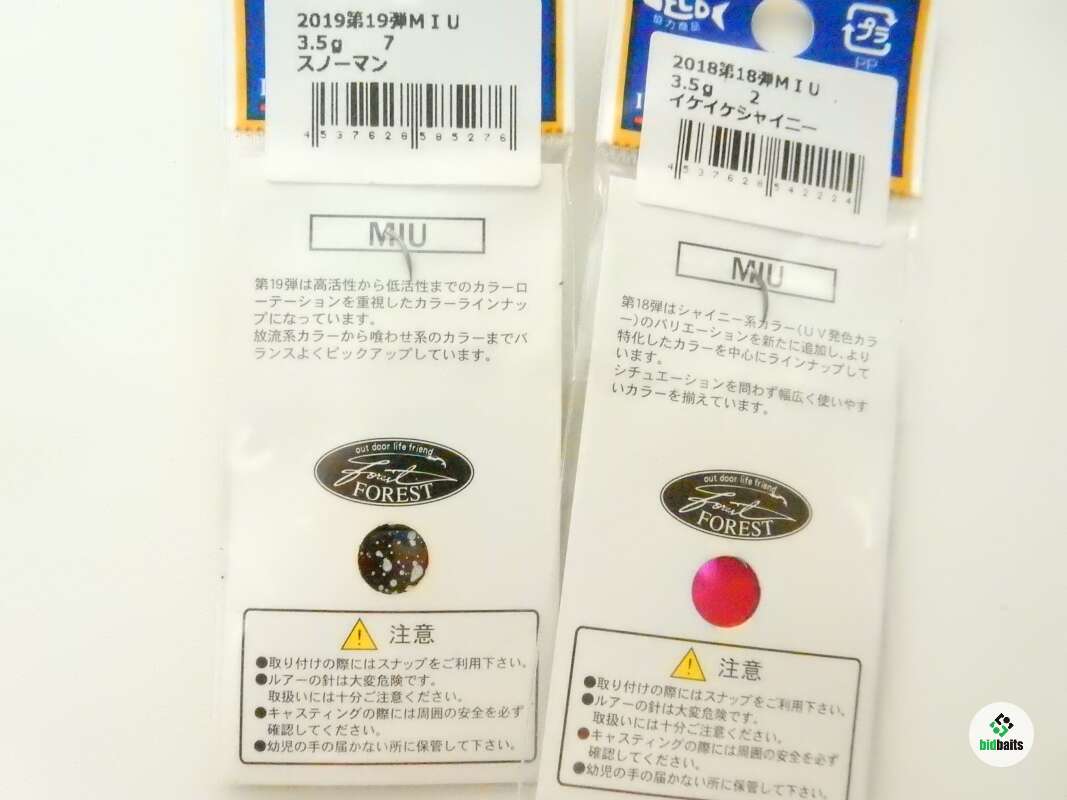 2019第19弾ＭＩＵ
3.5g 7
スノーマン
4 537628 585276
MIU
第19弾は高活性から低活性までのカラーロ
ーテーションを重視したカラーラインナッ
プになっています。
放流系カラーから喰わせ系のカラーまでバ
ランスよくピックアップしています。
out door life friend
Forest
FOREST
注意
●取り付けの際にはスナップをご利用下さい。
●ルアーの針は大変危険です。
取扱いには十分ご注意ください。
●キャスティングの際には周囲の安全を必ず
確認してください。
●幼児の手の届かない所に保管して下さい。
協力商品
プラ
PP
2018第18弾ＭＩＵ
3.5g 2
イケイケシャイニー
4 537628 542224
MIU
第18弾はシャイニー系カラー(ＵＶ発色カラ
ー)のバリエーションを新たに追加し、より
特化したカラーを中心にラインナップして
います。
シチュエーションを問わず幅広く使いやす
いカラーを揃えています。
out door life friend
Forest
FOREST
注意
●取り付けの際にはスナップをご利用下さい。
●ルアーの針は大変危険です。
取扱いには十分ご注意ください。
●キャスティングの際には周囲の安全を必ず
確認してください。
●幼児の手の届かない所に保管して下さい。
bidbaits